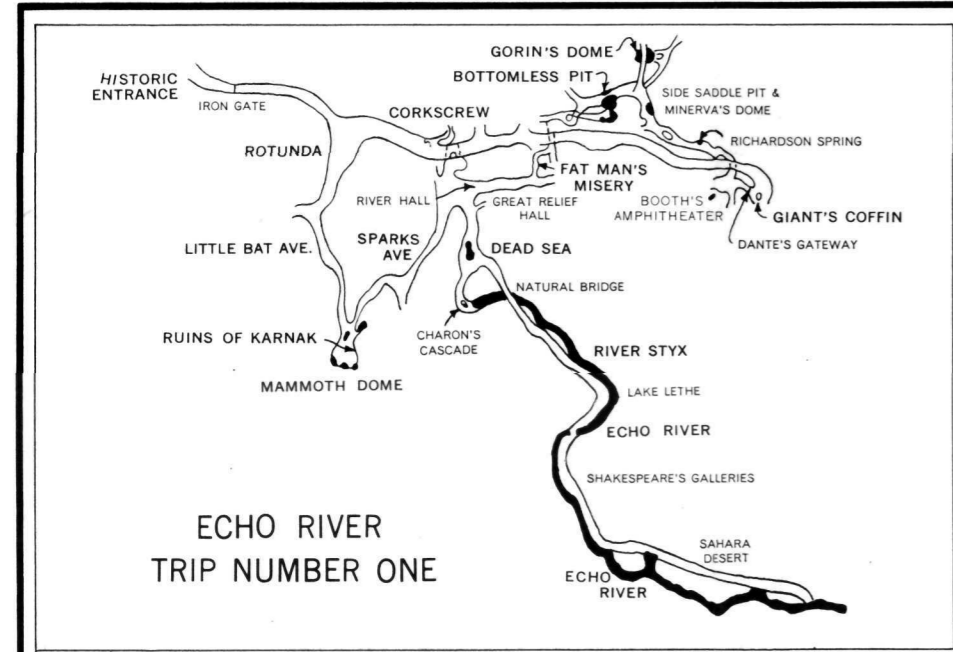 GORIN'S DOME
BOTTOMLESS PIT
HISTORIC
ENTRANCE
IRON GATE
CORKSCREW
SIDE SADDLE PIT &
MINERVA'S DOME
RICHARDSON SPRING
ROTUNDA
FAT MAN'S
MISERY
RIVER HALL
GREAT RELIEF
HALL
BOOTH'S
AMPHITHEATER
GIANT'S COFFIN
DANTE'S GATEWAY
LITTLE BAT AVE.
SPARKS
AVE
DEAD SEA
NATURAL BRIDGE
RUINS OF KARNAK
CHARON'S
CASCADE
MAMMOTH DOME
RIVER STYX
LAKE LETHE
ECHO RIVER
SHAKESPEARE'S GALLERIES
ECHO RIVER
TRIP NUMBER ONE
SAHARA
DESERT
ECHO
RIVER